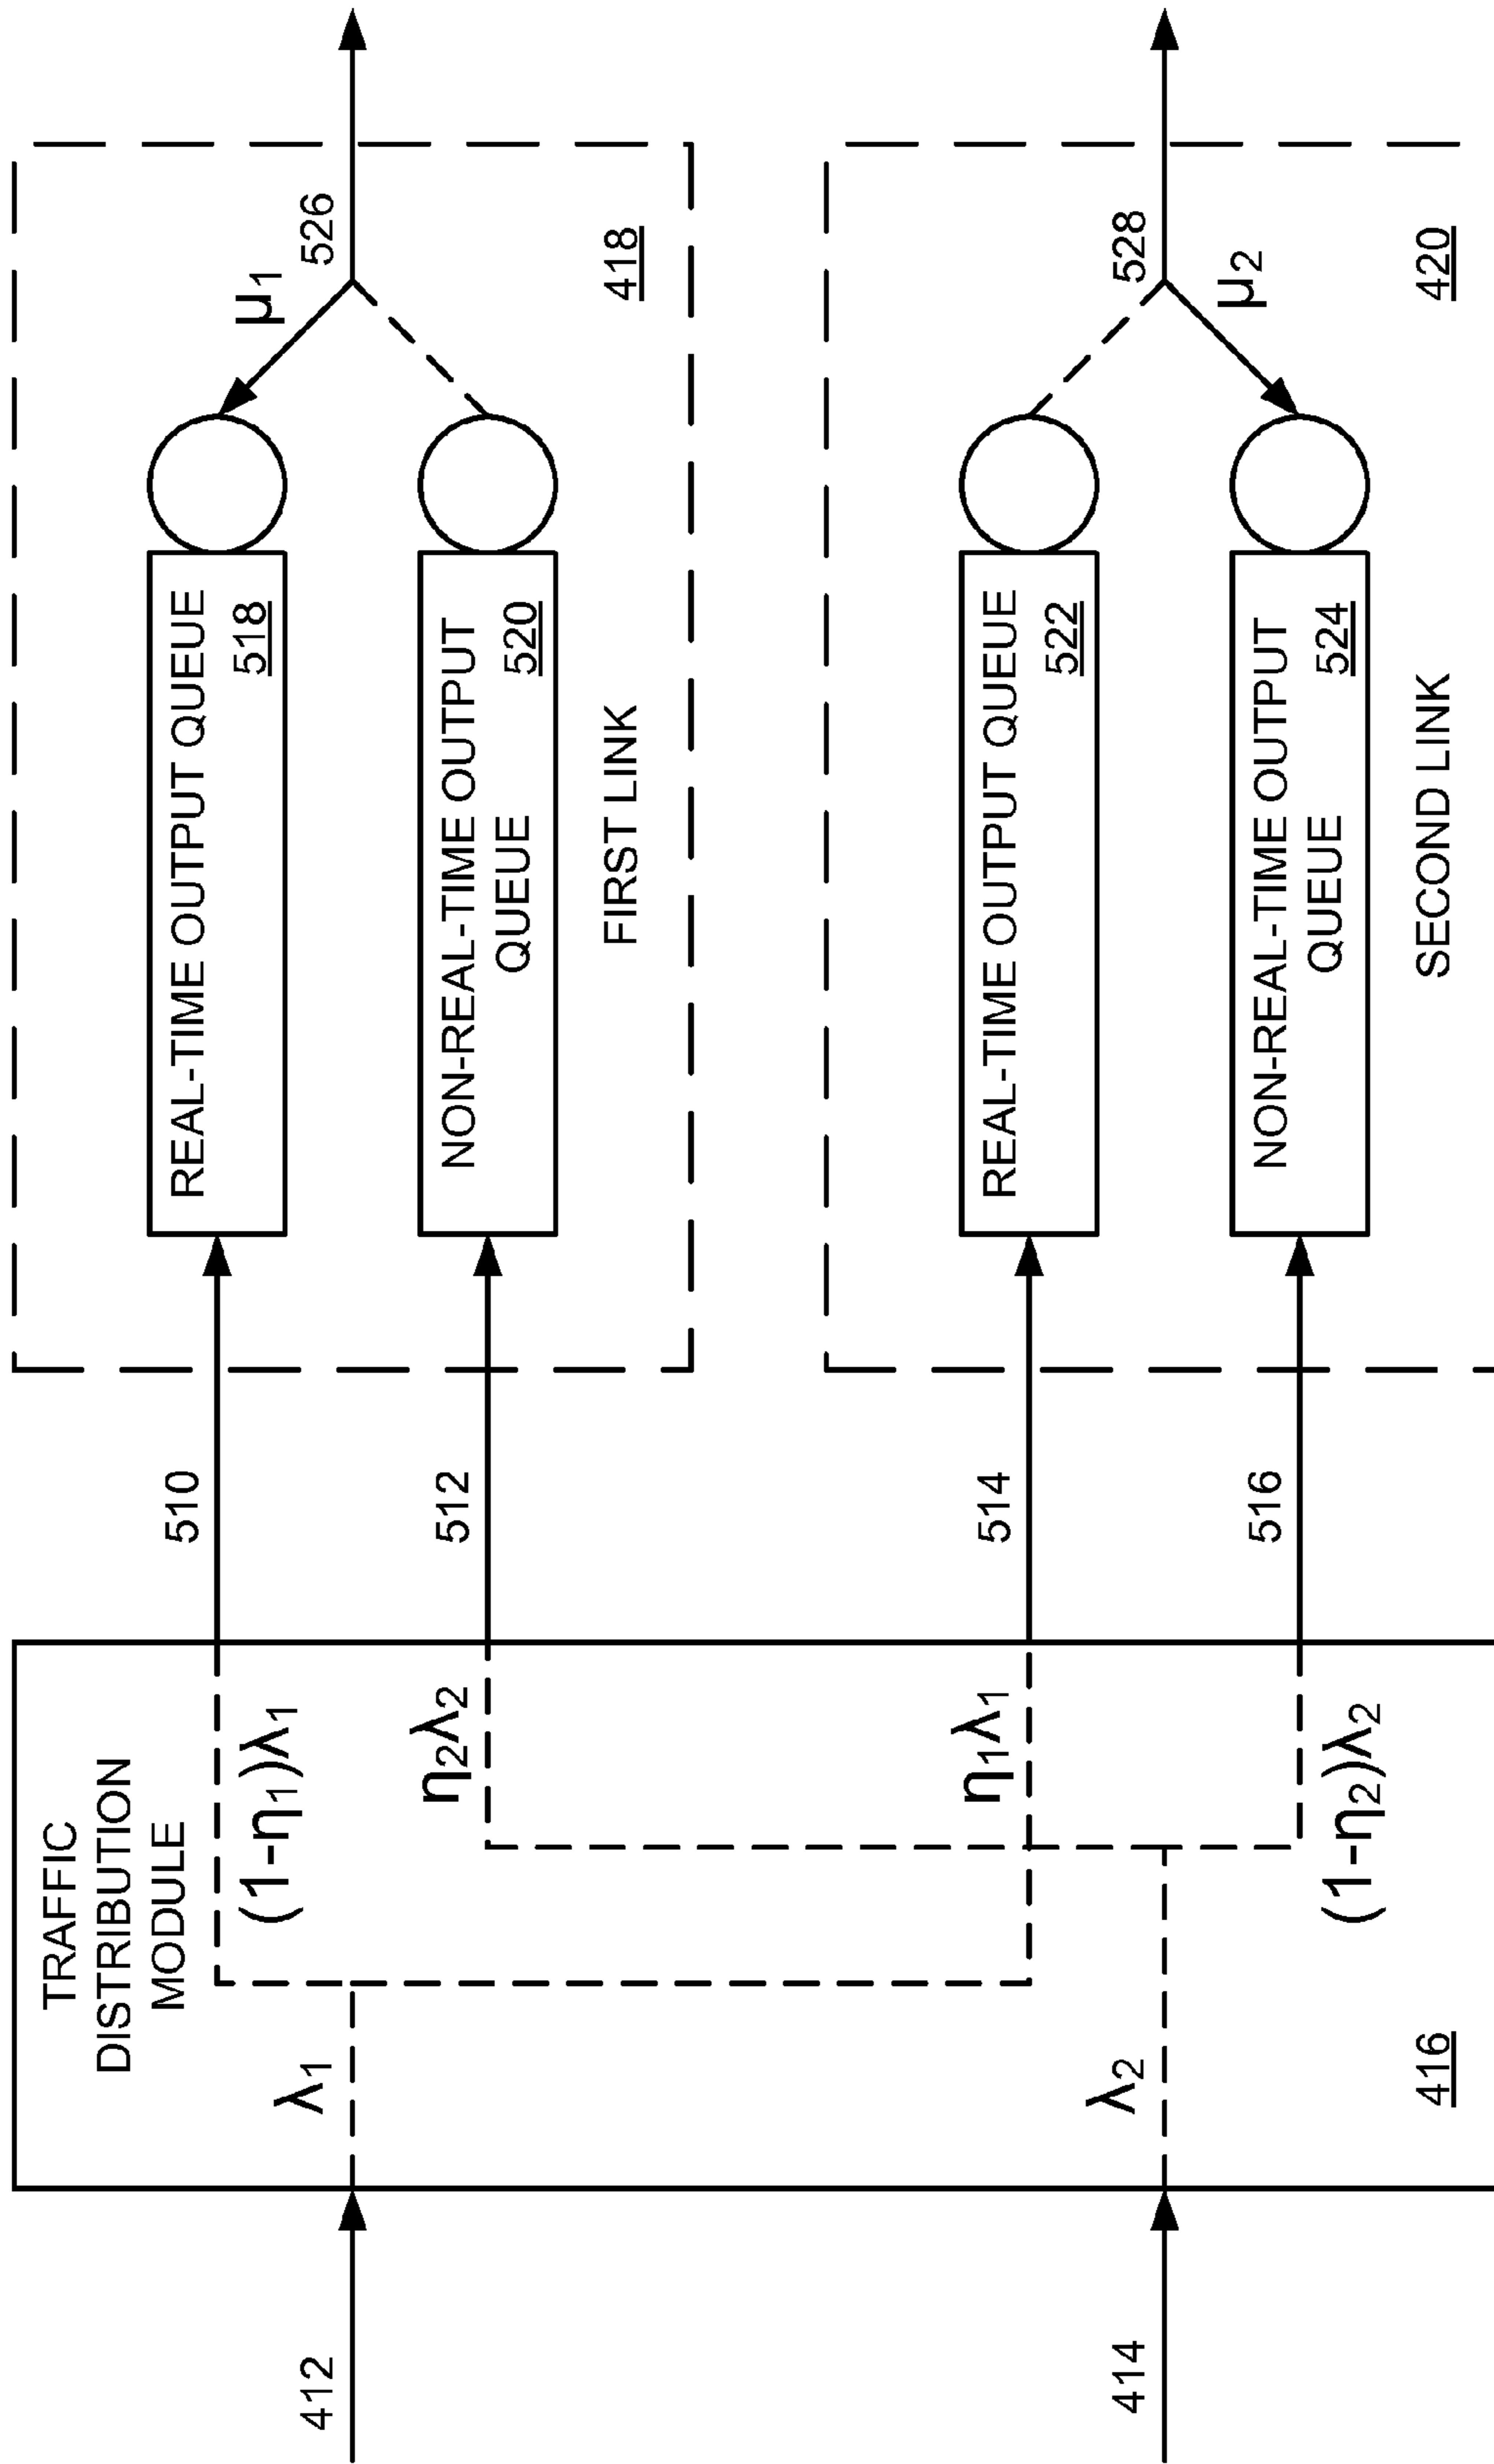 TRAFFIC
DISTRIBUTION
MODULE
412
λ1
(1-η1)λ1
η2λ2
414
λ2
η1λ1
(1-η2)λ2
416
510
512
514
516
REAL-TIME OUTPUT QUEUE
518
NON-REAL-TIME OUTPUT
QUEUE
520
FIRST LINK
μ1
526
418
REAL-TIME OUTPUT QUEUE
522
NON-REAL-TIME OUTPUT
QUEUE
524
SECOND LINK
528
μ2
420